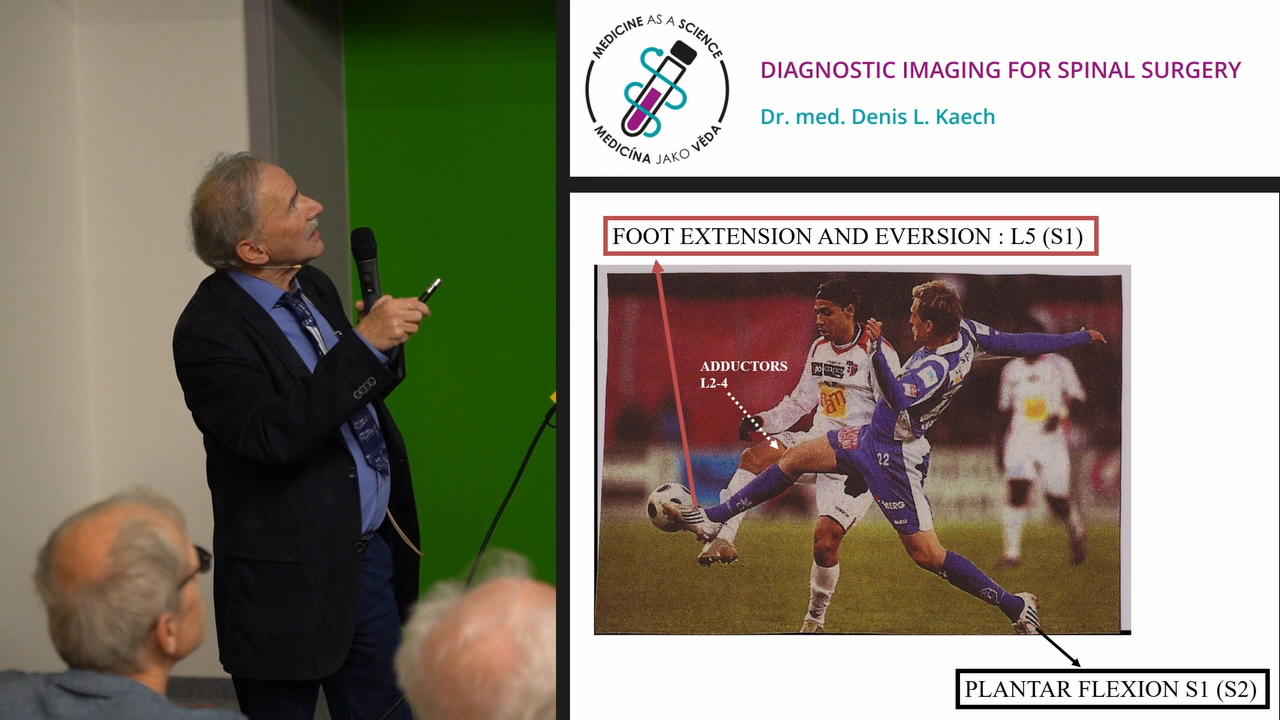 MEDICINE AS A SCIENCE
MEDICÍNA JAKO VĚDA
DIAGNOSTIC IMAGING FOR SPINAL SURGERY
Dr. med. Denis L. Kaech
FOOT EXTENSION AND EVERSION : L5 (S1)
ADDUCTORS
L2-4
22
PLANTAR FLEXION S1 (S2)